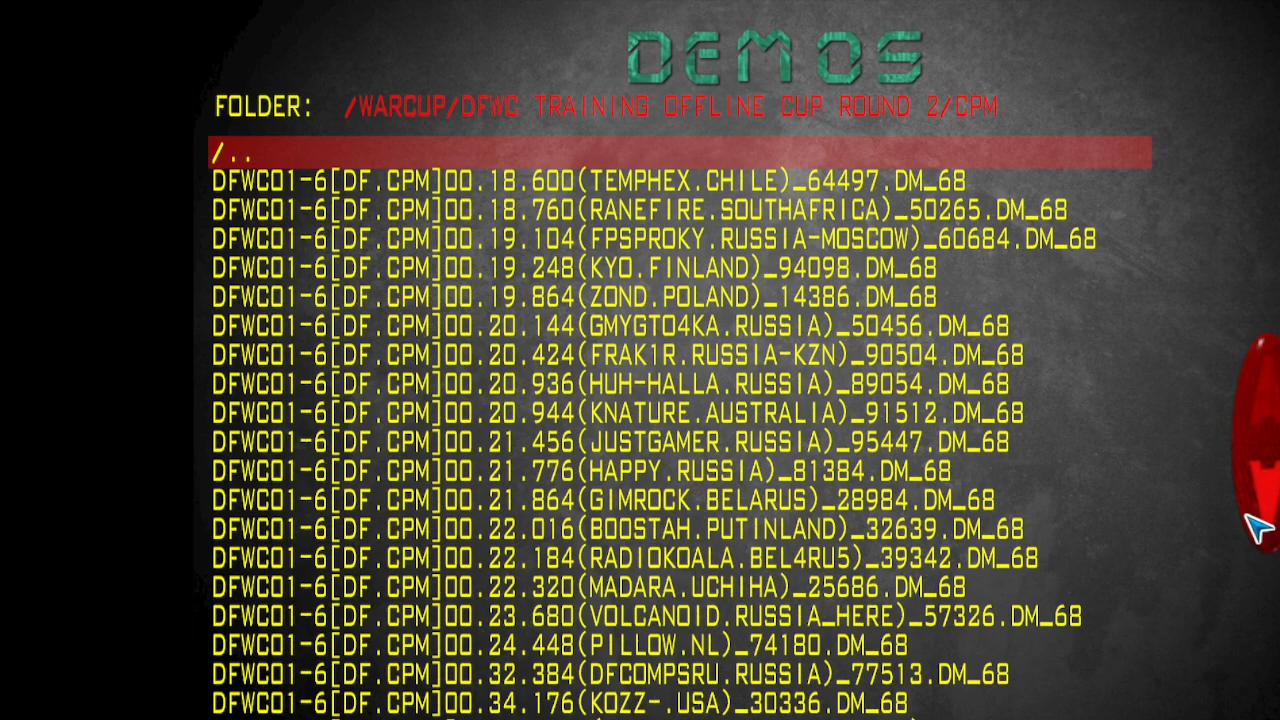 DEMOS
FOLDER: /WARCUP/DFWC TRAINING OFFLINE CUP ROUND 2/CPM
/..
DFWC01-6[DF.CPM]00.18.600(TEMPHEX.CHILE)_64497.DM_68
DFWC01-6[DF.CPM]00.18.760(RANEFIRE.SOUTHAFRICA)_50265.DM_68
DFWC01-6[DF.CPM]00.19.104(FPSPROKY.RUSSIA-MOSCOW)_60684.DM_68
DFWC01-6[DF.CPM]00.19.248(KYO.FINLAND)_94098.DM_68
DFWC01-6[DF.CPM]00.19.864(ZOND.POLAND)_14386.DM_68
DFWC01-6[DF.CPM]00.20.144(GMYGTO4KA.RUSSIA)_50456.DM_68
DFWC01-6[DF.CPM]00.20.424(FRAK1R.RUSSIA-KZN)_90504.DM_68
DFWC01-6[DF.CPM]00.20.936(HUH-HALLA.RUSSIA)_89054.DM_68
DFWC01-6[DF.CPM]00.20.944(KNATURE.AUSTRALIA)_91512.DM_68
DFWC01-6[DF.CPM]00.21.456(JUSTGAMER.RUSSIA)_95447.DM_68
DFWC01-6[DF.CPM]00.21.776(HAPPY.RUSSIA)_81384.DM_68
DFWC01-6[DF.CPM]00.21.864(GIMROCK.BELARUS)_28984.DM_68
DFWC01-6[DF.CPM]00.22.016(BOOSTAH.PUTINLAND)_32639.DM_68
DFWC01-6[DF.CPM]00.22.184(RADIOKOALA.BEL4RU5)_39342.DM_68
DFWC01-6[DF.CPM]00.22.320(MADARA.UCHIHA)_25686.DM_68
DFWC01-6[DF.CPM]00.23.680(VOLCANOID.RUSSIA_HERE)_57326.DM_68
DFWC01-6[DF.CPM]00.24.448(PILLOW.NL)_74180.DM_68
DFWC01-6[DF.CPM]00.32.384(DFCOMPSRU.RUSSIA)_77513.DM_68
DFWC01-6[DF.CPM]00.34.176(KOZZ-.USA)_30336.DM_68